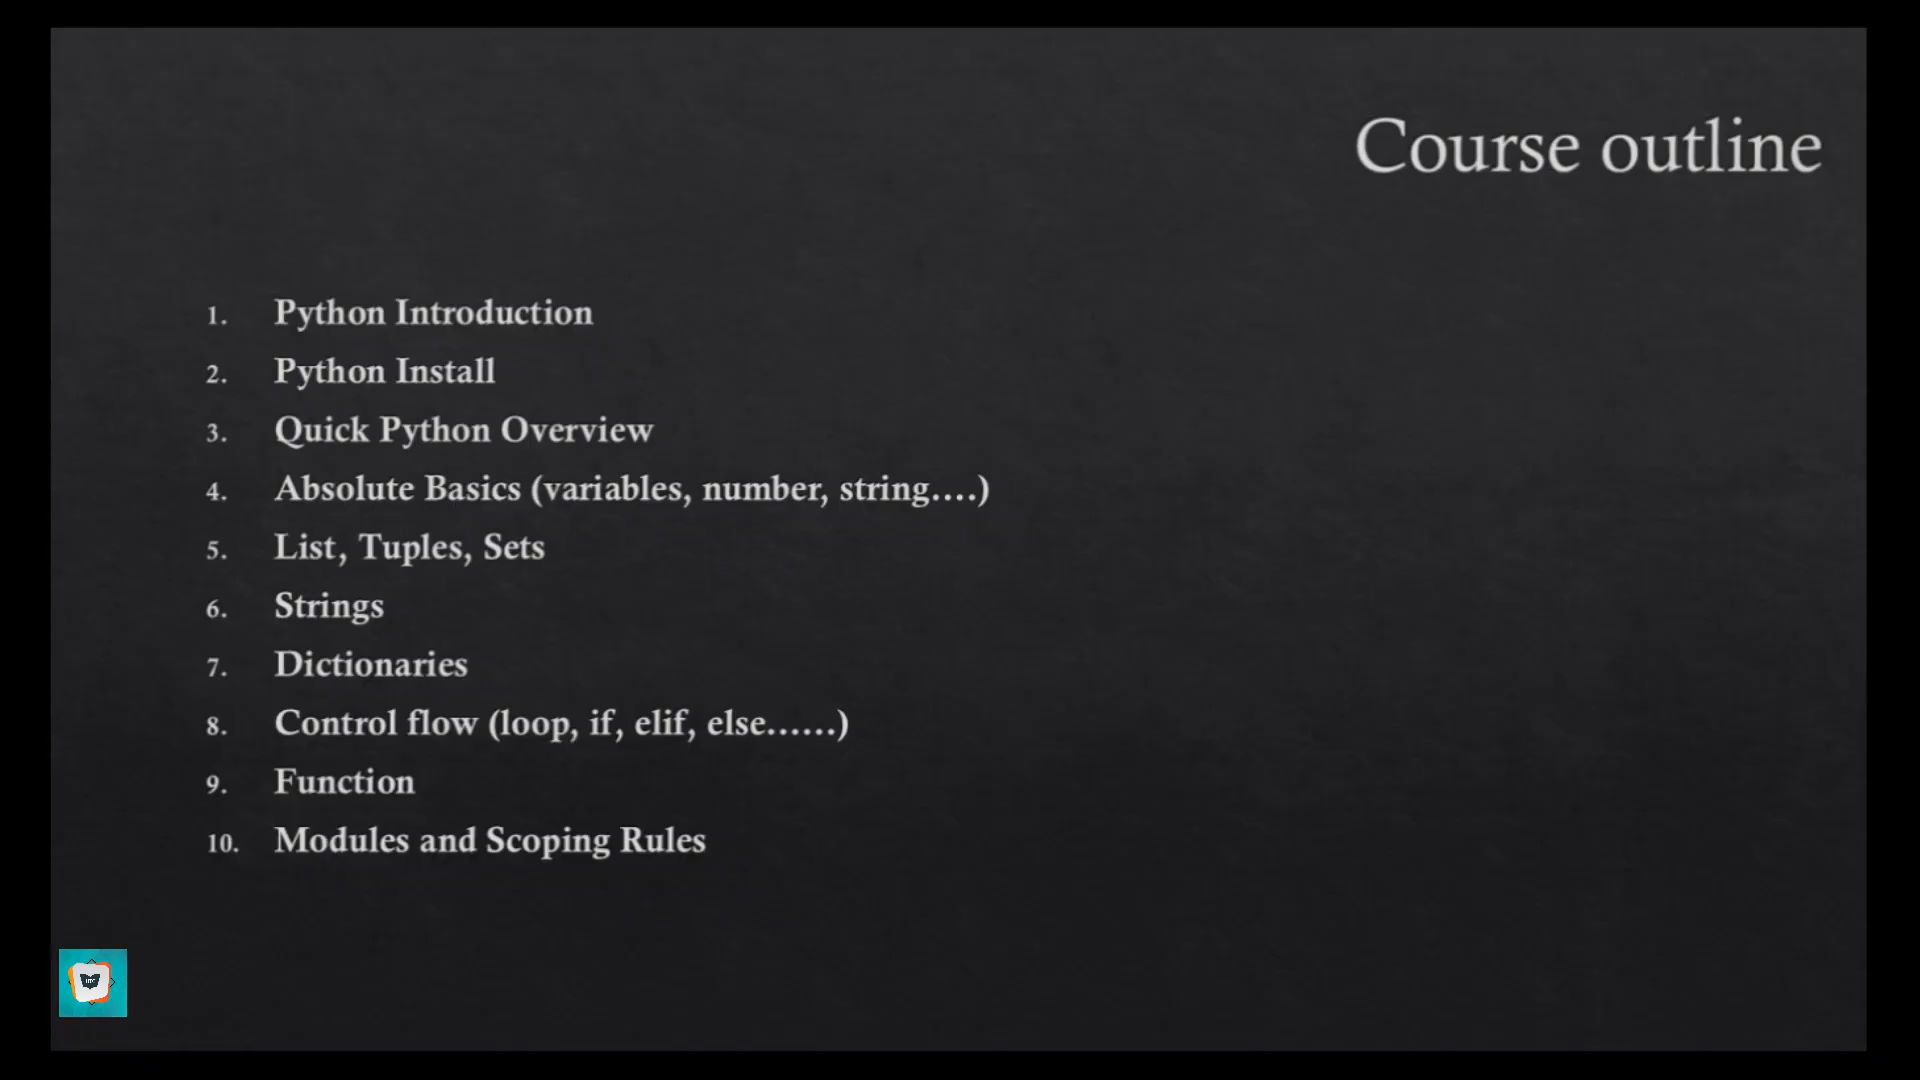 Course outline
1. Python Introduction
2. Python Install
3. Quick Python Overview
4. Absolute Basics (variables, number, string....)
5. List, Tuples, Sets
6. Strings
7. Dictionaries
8. Control flow (loop, if, elif, else......)
9. Function
10. Modules and Scoping Rules